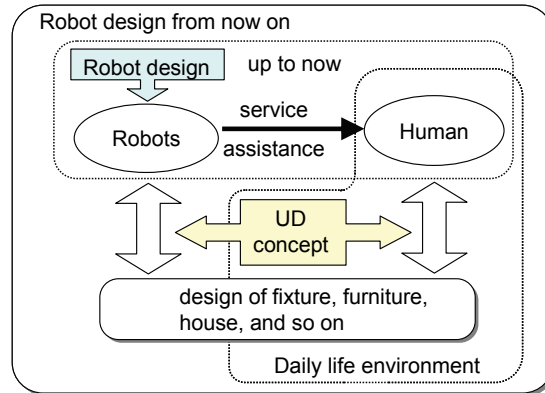 Robot design from now on
Robot design
up to now
service
Robots
Human
assistance
UD
concept
design of fixture, furniture,
house, and so on
Daily life environment